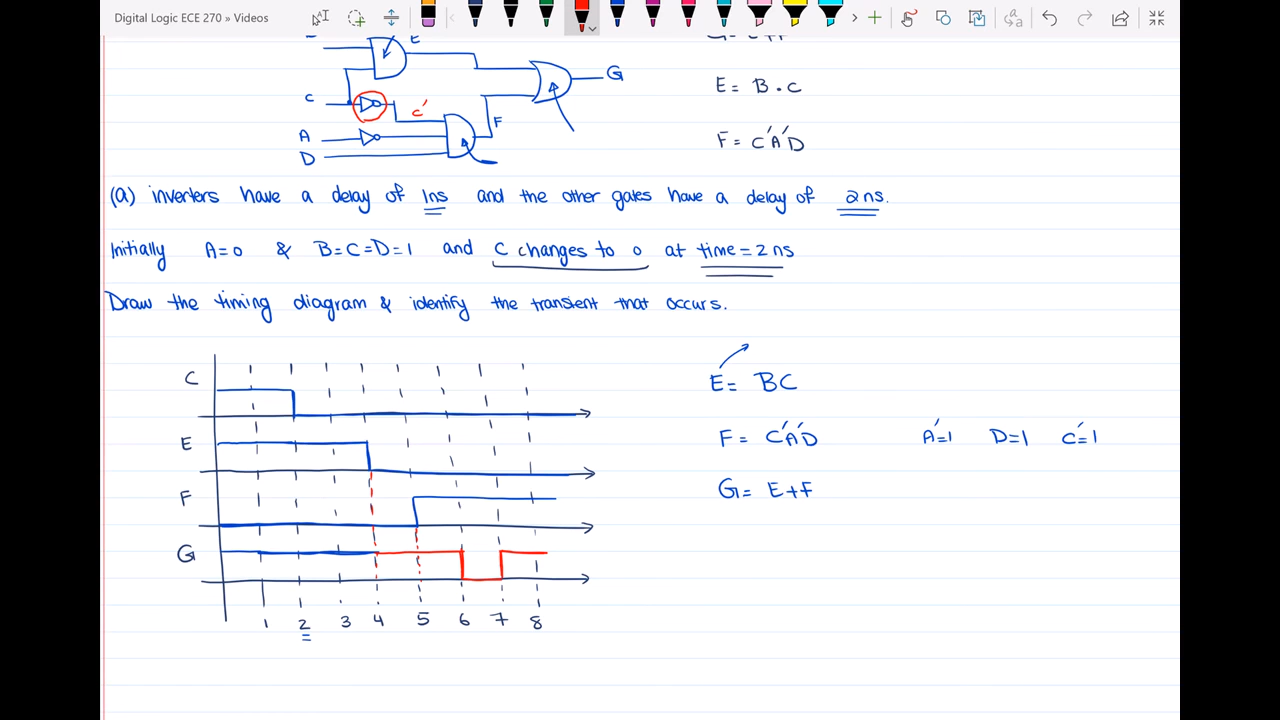 Digital Logic ECE 270 » Videos
E
G
E = B . C
C
C'
F
A
D
F = C'A'D
(a) inverters have a delay of 1ns and the other gates have a delay of 2ns.
Initially A=0 & B=C=D=1 and C changes to 0 at time=2ns
Draw the timing diagram & identify the transient that occurs.
C
E = BC
E
F = C'A'D A'=1 D=1 C'=1
F
G = E+F
G
1 2 3 4 5 6 7 8